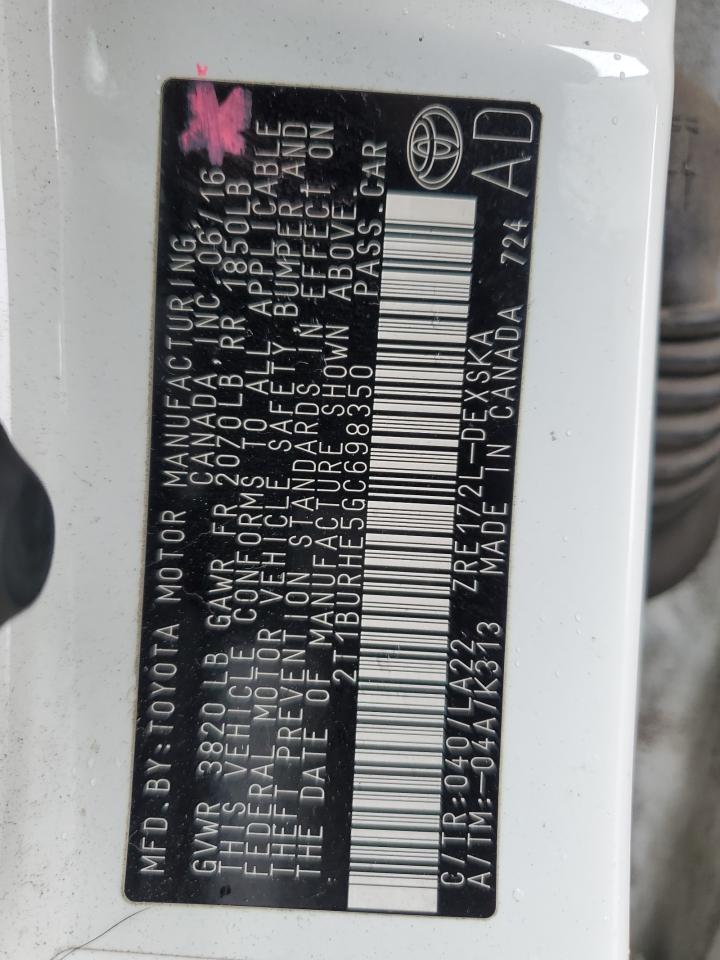 MFD.BY:TOYOTA MOTOR MANUFACTURING
CANADA, INC 06/16
GVWR 3820LB GAWR FR 2070LB, RR 1850LB
THIS VEHICLE CONFORMS TO ALL APPLICABLE
FEDERAL MOTOR VEHICLE SAFETY, BUMPER AND
THEFT PREVENTION STANDARDS IN EFFECT ON
THE DATE OF MANUFACTURE SHOWN ABOVE.
2T1BURHE5GC698350 PASS.CAR
C/TR:040/LA22 ZRE172L-DEXSKA
A/TM:-04A/K313 MADE IN CANADA 724
AD